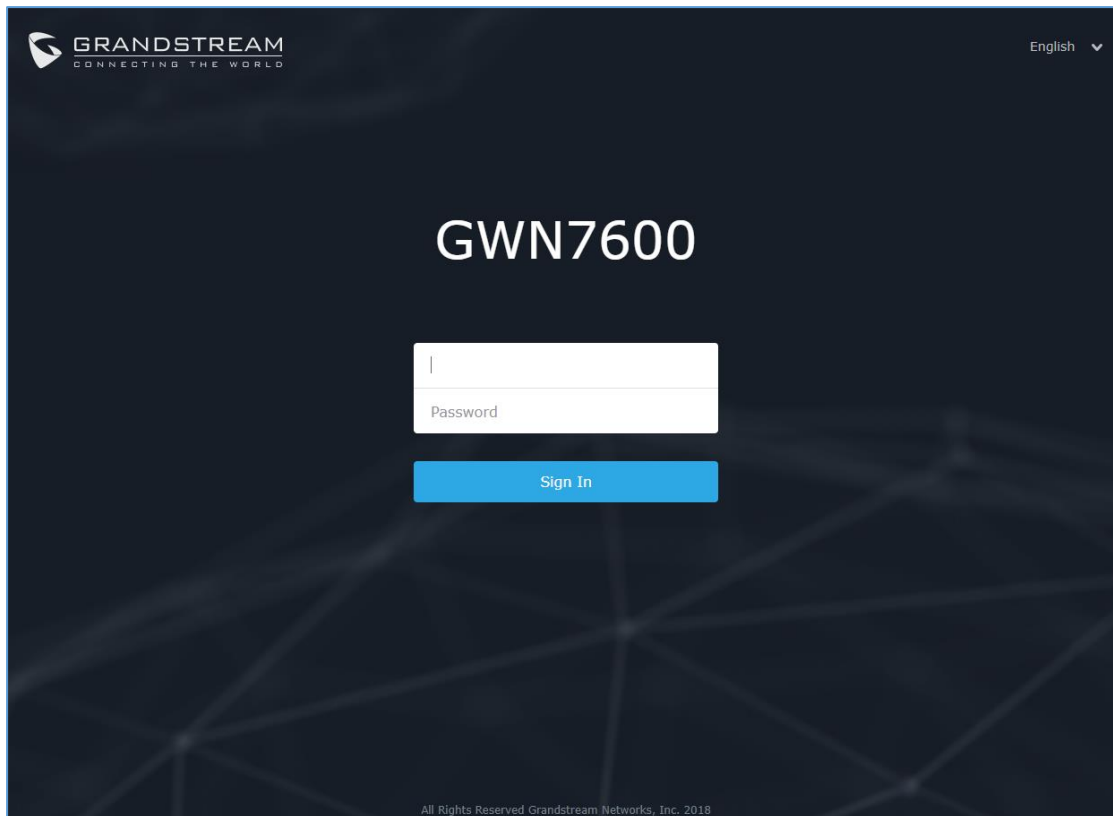 GRANDSTREAM
CONNECTING THE WORLD
English
GWN7600
Password
Sign In
All Rights Reserved Grandstream Networks, Inc. 2018